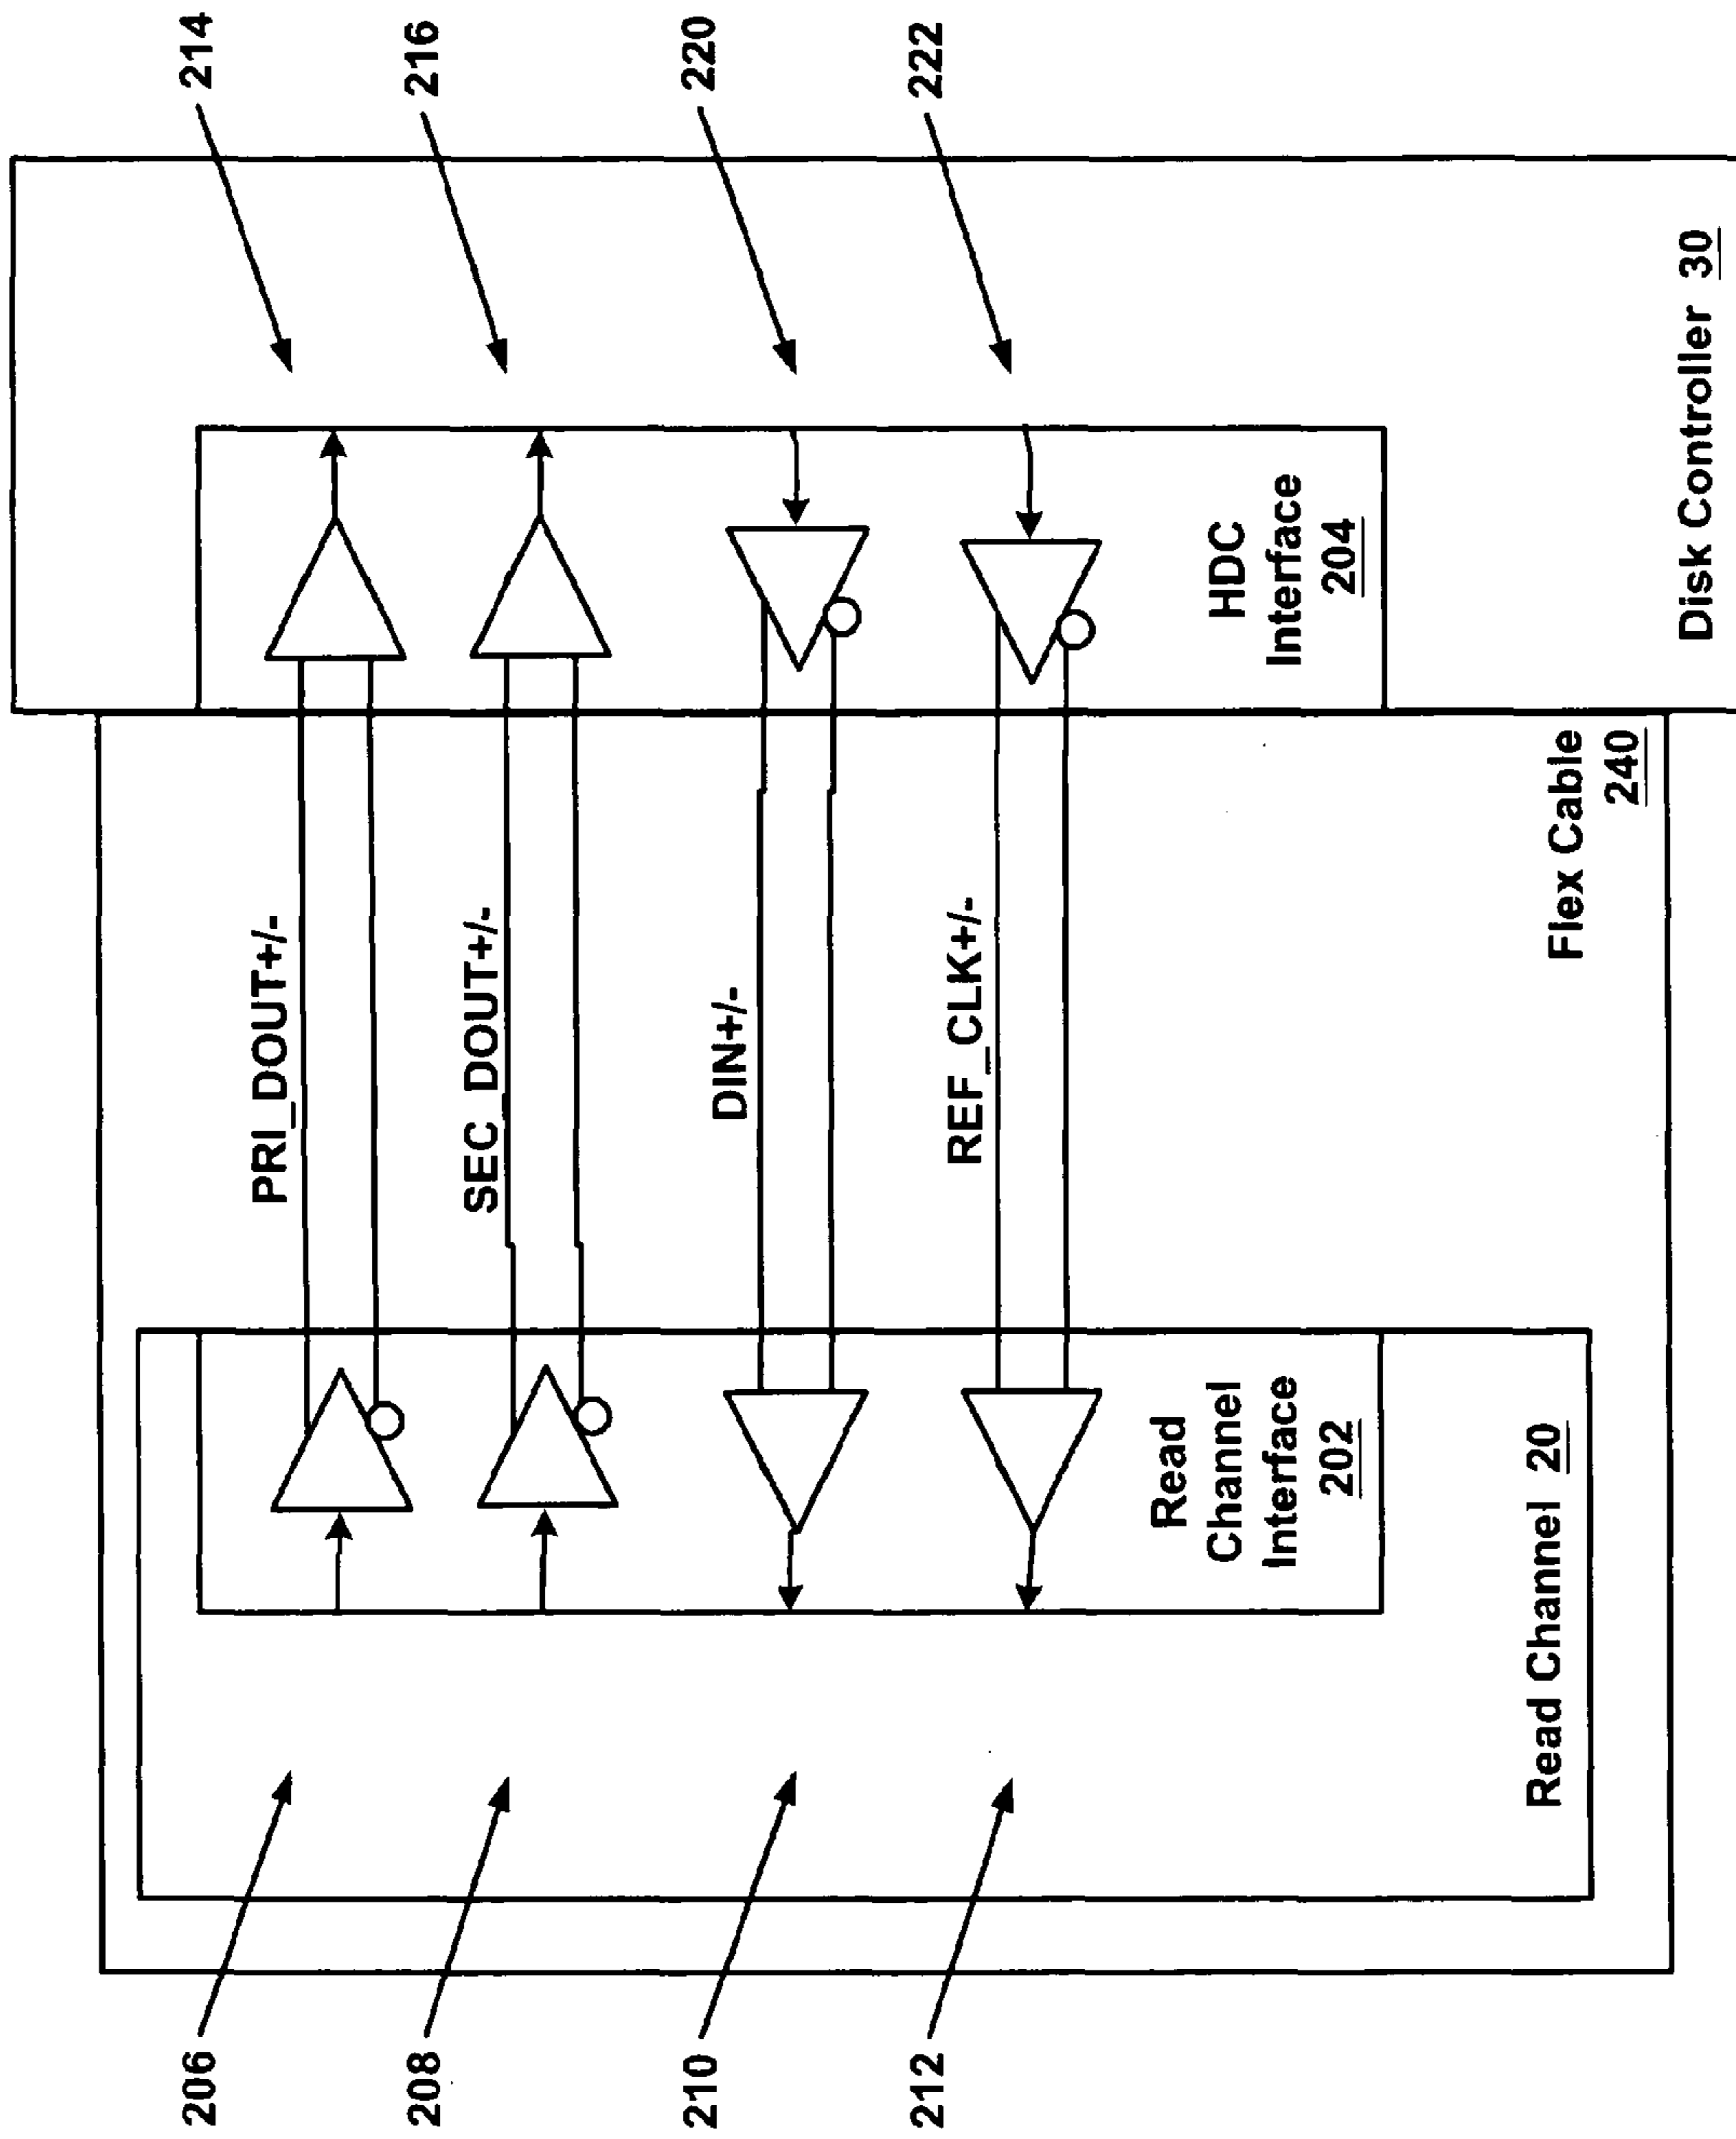 206
208
210
212
PRI_DOUT+/-
SEC_DOUT+/-
DIN+/-
REF_CLK+/-
214
216
220
222
Read
Channel
Interface
202
Read Channel 20
HDC
Interface
204
Flex Cable
240
Disk Controller 30